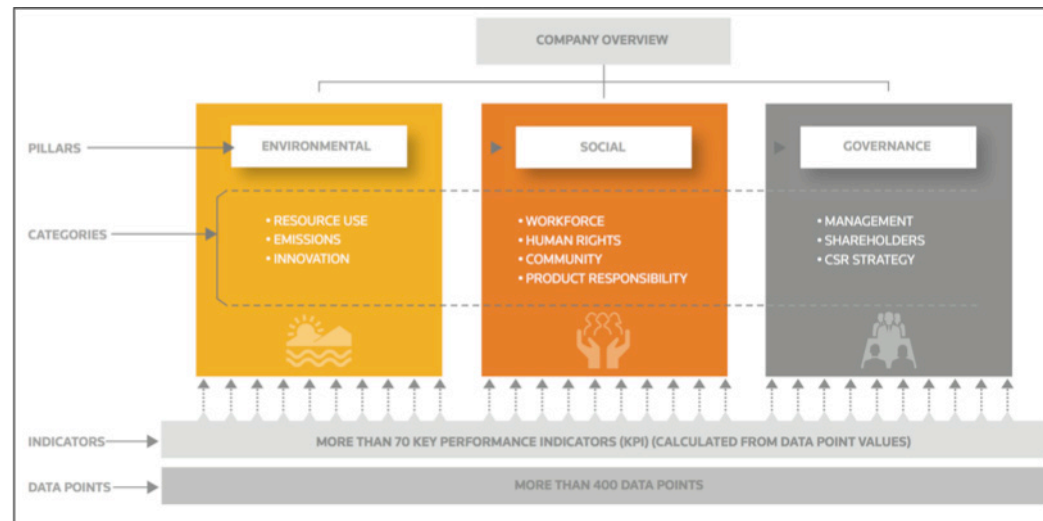 COMPANY OVERVIEW
PILLARS
ENVIRONMENTAL
SOCIAL
GOVERNANCE
CATEGORIES
• RESOURCE USE
• EMISSIONS
• INNOVATION
• WORKFORCE
• HUMAN RIGHTS
• COMMUNITY
• PRODUCT RESPONSIBILITY
• MANAGEMENT
• SHAREHOLDERS
• CSR STRATEGY
INDICATORS
MORE THAN 70 KEY PERFORMANCE INDICATORS (KPI) (CALCULATED FROM DATA POINT VALUES)
DATA POINTS
MORE THAN 400 DATA POINTS